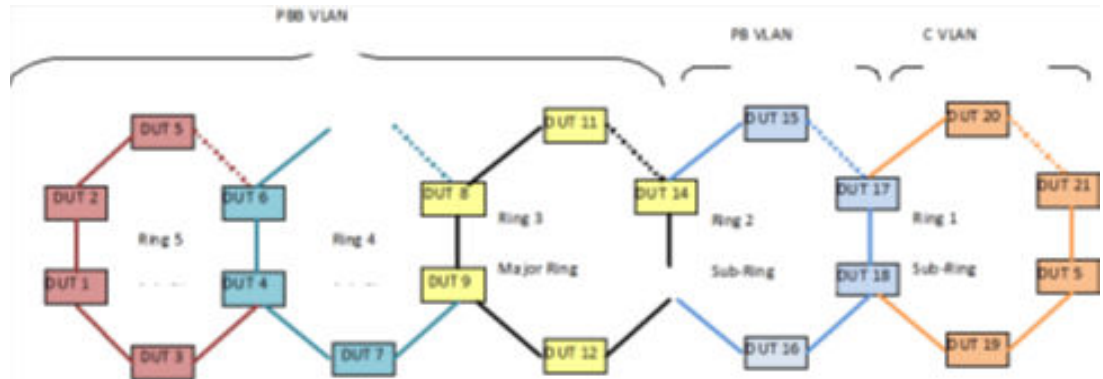 PBB VLAN
PB VLAN
C VLAN
DUT 5
DUT 11
DUT 15
DUT 20
DUT 2
DUT 6
DUT 8
DUT 14
DUT 17
DUT 21
Ring 5
Ring 4
Ring 3
Ring 2
Ring 1
Major Ring
Sub-Ring
Sub-Ring
DUT 1
DUT 4
DUT 9
DUT 18
DUT 5
DUT 3
DUT 7
DUT 12
DUT 16
DUT 19